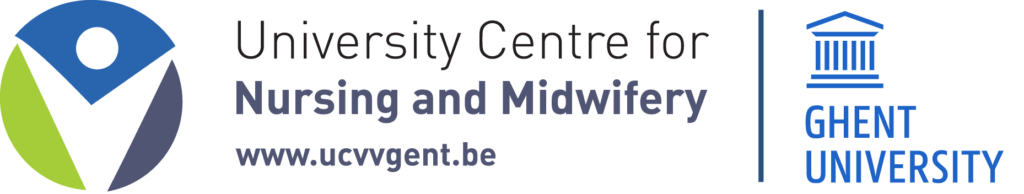 University Centre for
Nursing and Midwifery
www.ucvvgent.be
GHENT
UNIVERSITY